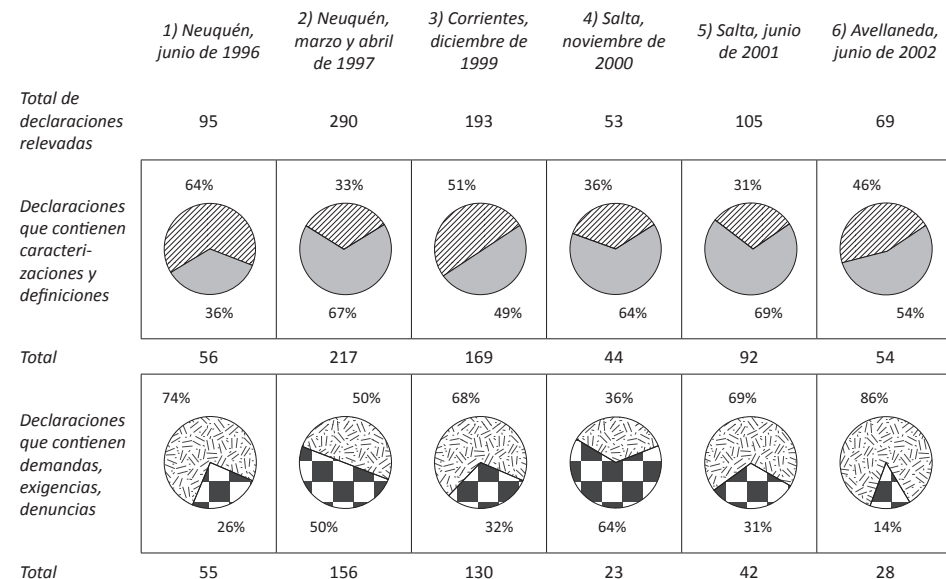 1) Neuquén, junio de 1996
2) Neuquén, marzo y abril de 1997
3) Corrientes, diciembre de 1999
4) Salta, noviembre de 2000
5) Salta, junio de 2001
6) Avellaneda, junio de 2002
Total de
declaraciones
relevadas
95 290 193 53 105 69
64% 33% 51% 36% 31% 46%
Declaraciones
que contienen
caracteri-
zaciones y
definiciones
36% 67% 49% 64% 69% 54%
Total 56 217 169 44 92 54
74% 50% 68% 36% 69% 86%
Declaraciones
que contienen
demandas,
exigencias,
denuncias
26% 50% 32% 64% 31% 14%
Total 55 156 130 23 42 28